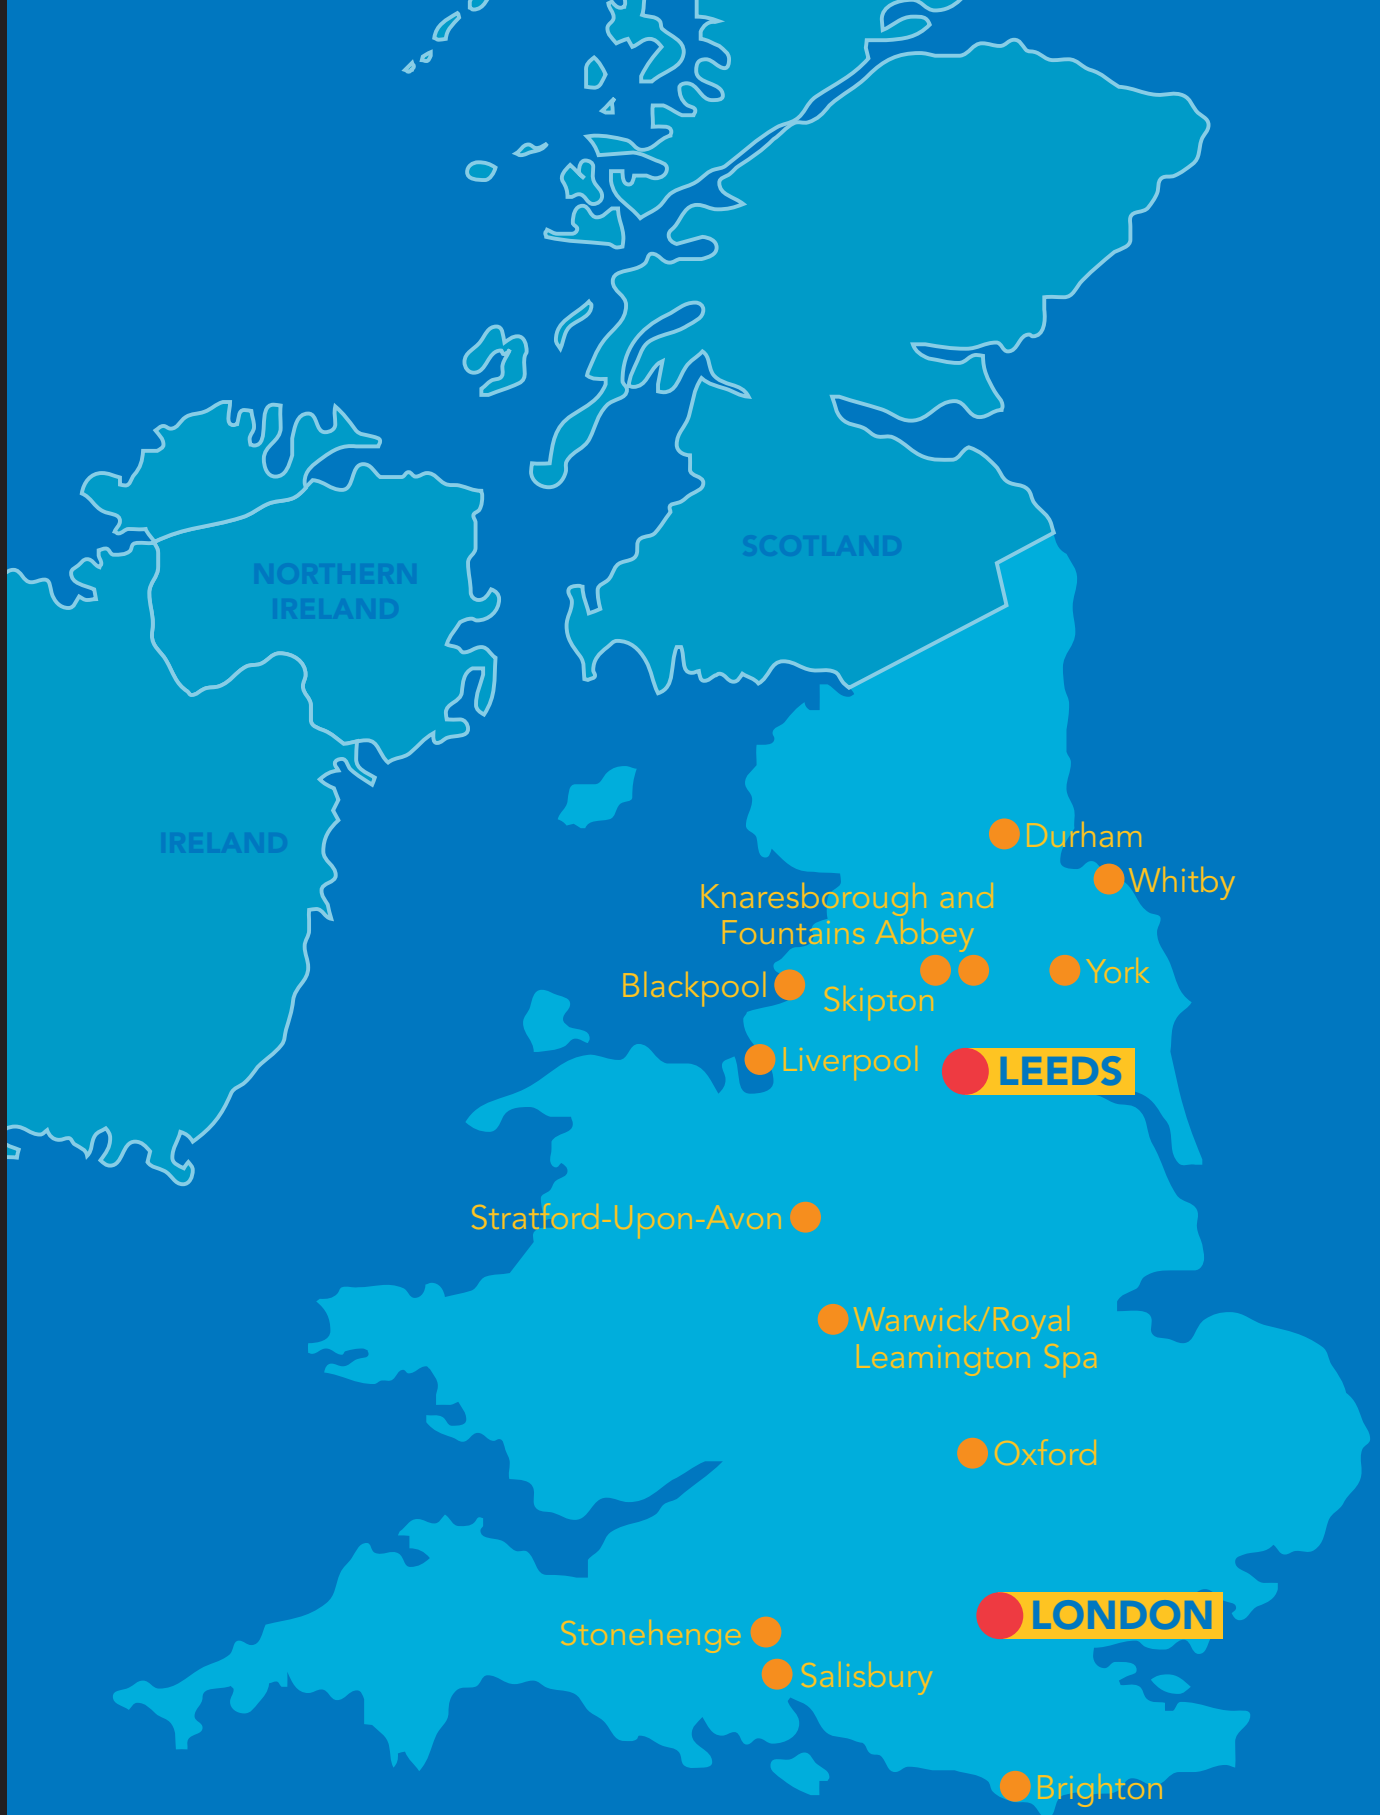 SCOTLAND
NORTHERN
IRELAND
IRELAND
Durham
Whitby
Knaresborough and
Fountains Abbey
York
Blackpool
Skipton
Liverpool
LEEDS
Stratford-Upon-Avon
Warwick/Royal
Leamington Spa
Oxford
LONDON
Stonehenge
Salisbury
Brighton